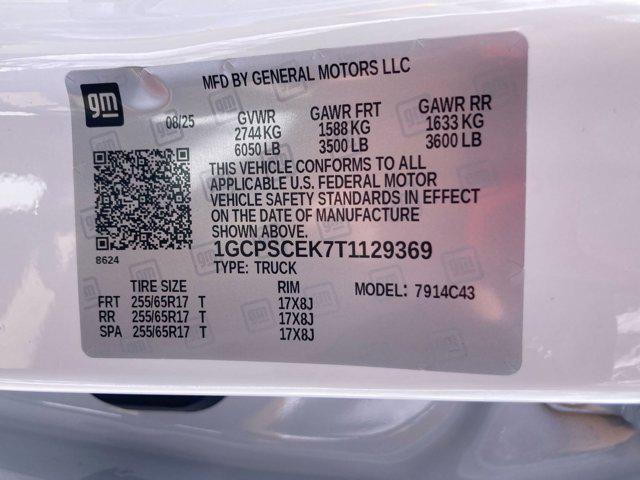 gm
MFD BY GENERAL MOTORS LLC
08/25
GVWR
2744 KG
6050 LB
GAWR FRT
1588 KG
3500 LB
GAWR RR
1633 KG
3600 LB
THIS VEHICLE CONFORMS TO ALL
APPLICABLE U.S. FEDERAL MOTOR
VEHICLE SAFETY STANDARDS IN EFFECT
ON THE DATE OF MANUFACTURE
SHOWN ABOVE.
8624
1GCPSCEK7T1129369
TYPE: TRUCK
TIRE SIZE RIM MODEL: 7914C43
FRT 255/65R17 T 17X8J
RR 255/65R17 T 17X8J
SPA 255/65R17 T 17X8J